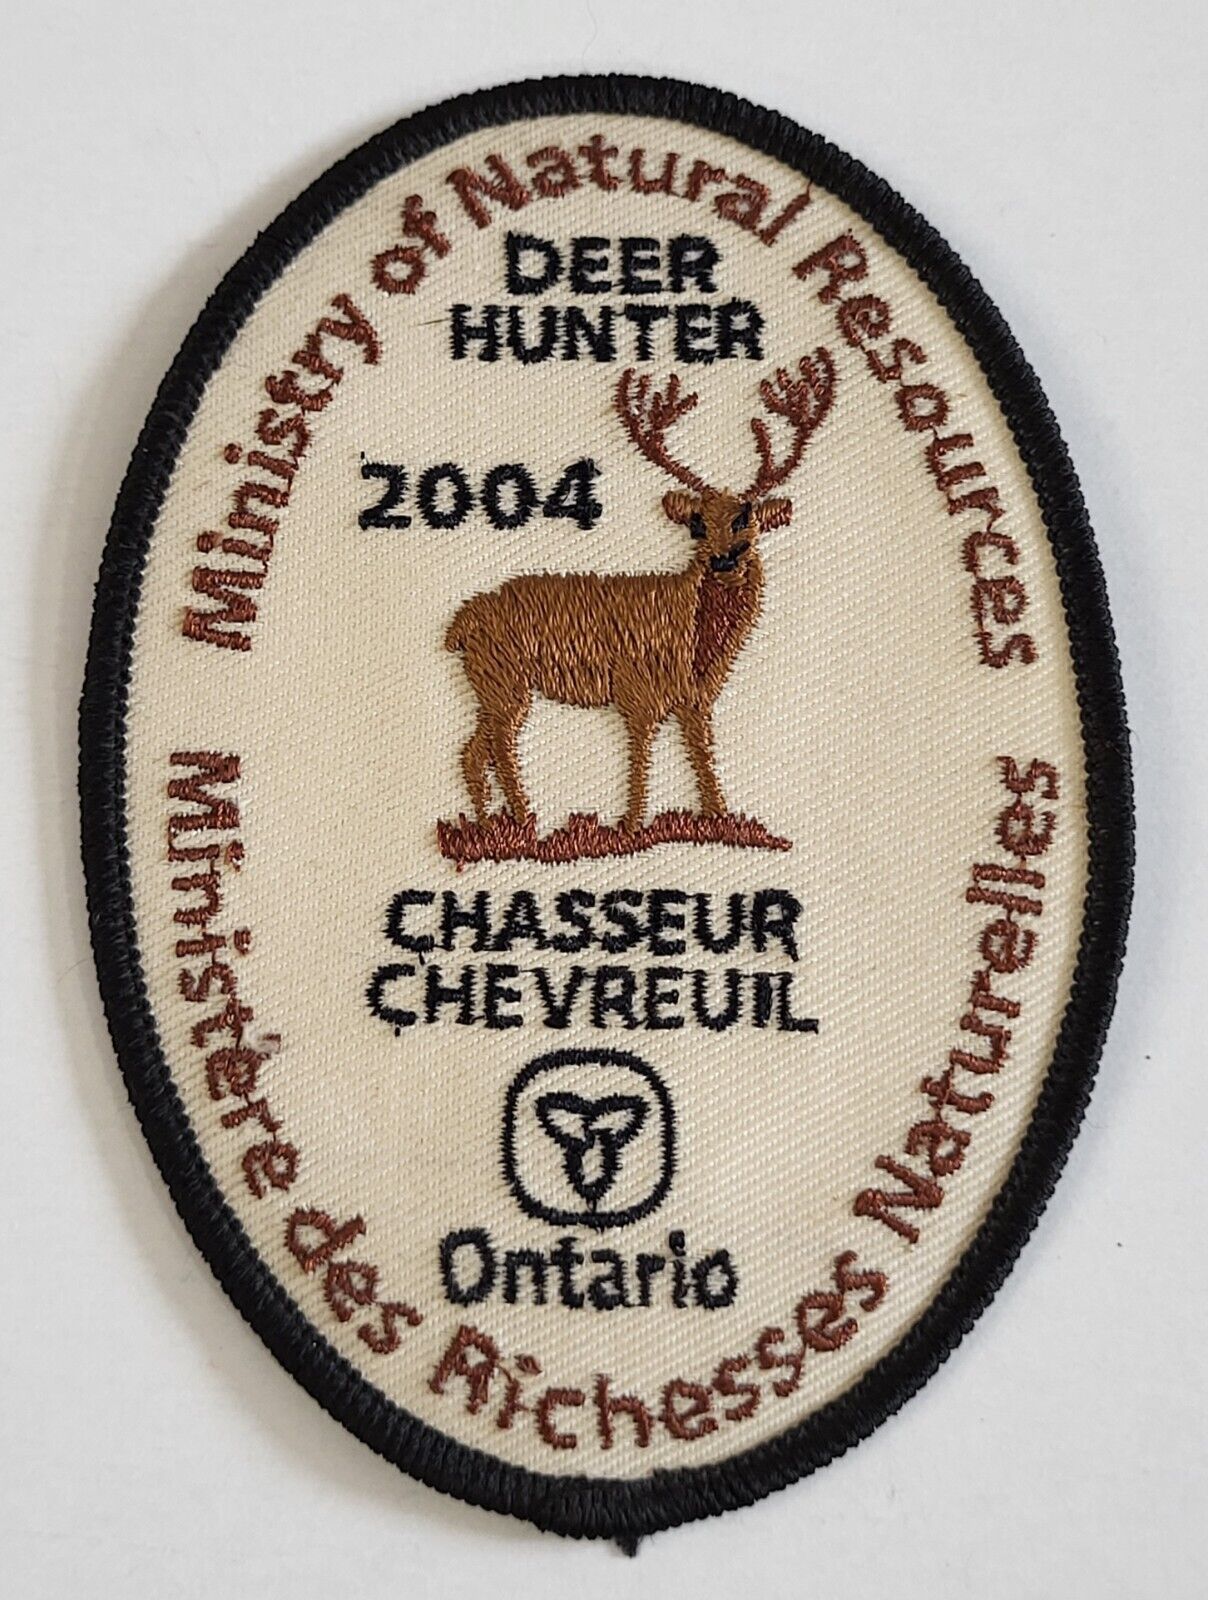 Ministry of Natural Resources
DEER
HUNTER
2004
CHASSEUR
CHEVREUIL
Ontario
Ministère des Richesses Naturelles